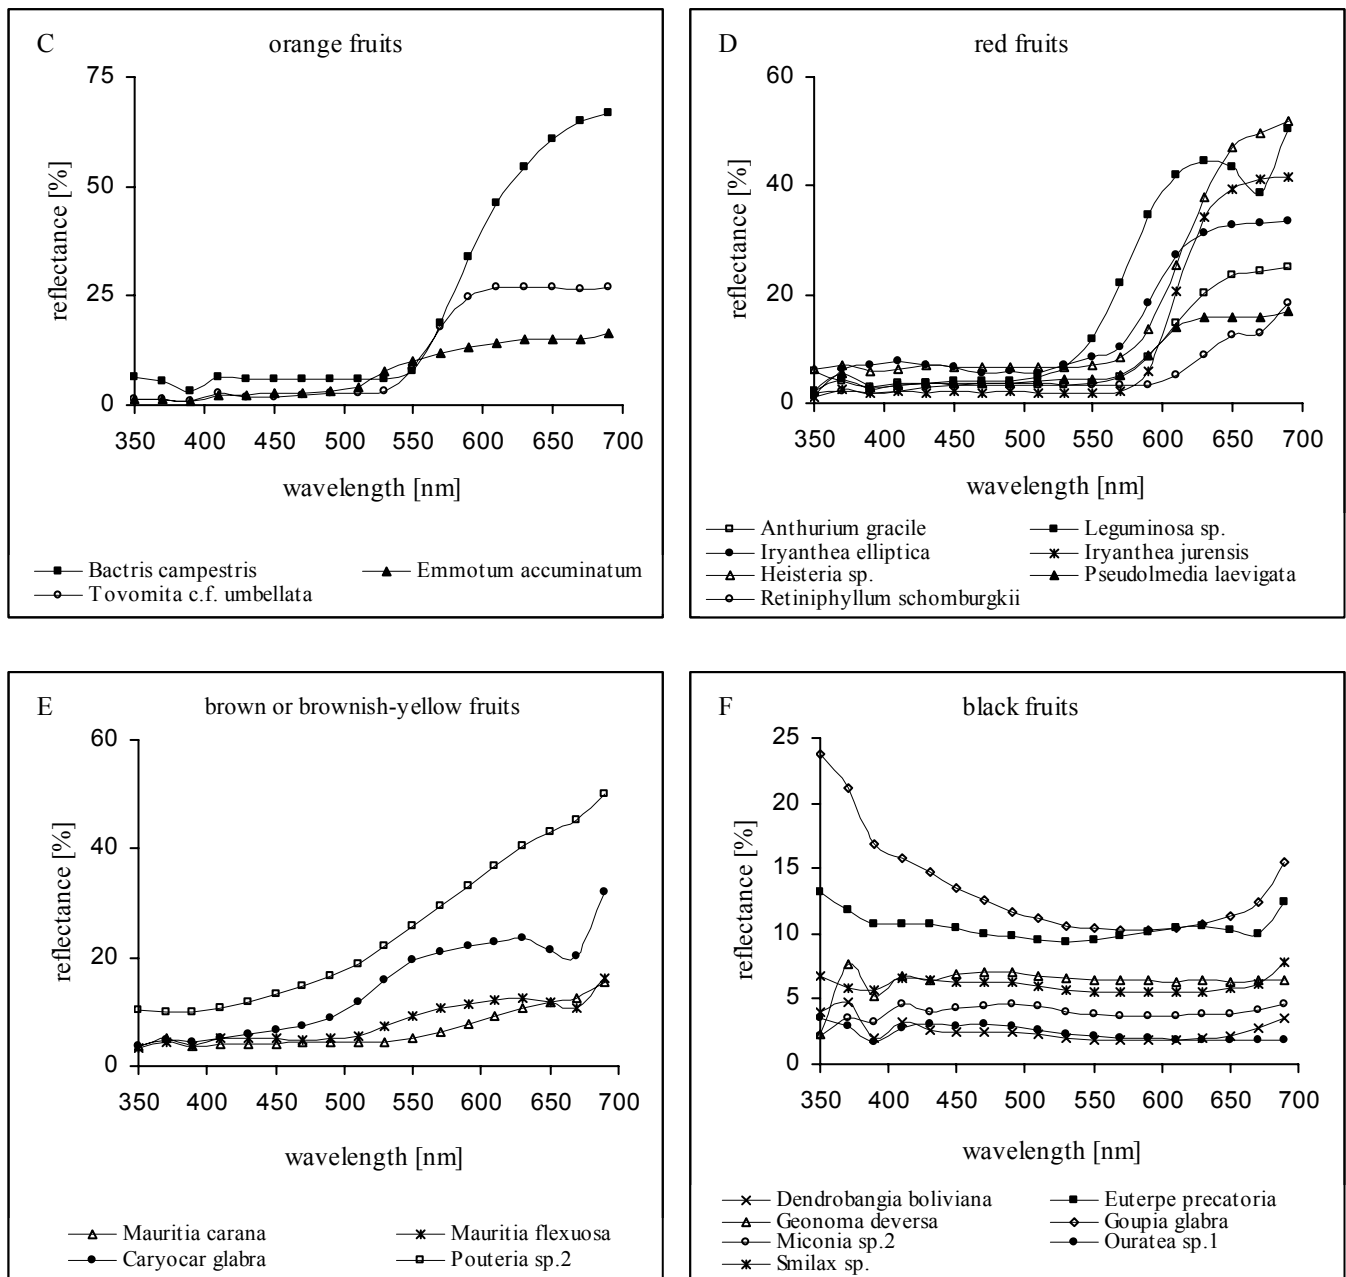 C
orange fruits
75
50
25
0
reflectance [%]
350 400 450 500 550 600 650 700
wavelength [nm]
Bactris campestris
Emmotum accuminatum
Tovomita c.f. umbellata
D
red fruits
60
40
20
0
reflectance [%]
350 400 450 500 550 600 650 700
wavelength [nm]
Anthurium gracile
Leguminosa sp.
Iryanthea elliptica
Iryanthea jurensis
Heisteria sp.
Pseudolmedia laevigata
Retiniphyllum schomburgkii
E
brown or brownish-yellow fruits
60
40
20
0
reflectance [%]
350 400 450 500 550 600 650 700
wavelength [nm]
Mauritia carana
Mauritia flexuosa
Caryocar glabra
Pouteria sp.2
F
black fruits
25
20
15
10
5
0
reflectance [%]
350 400 450 500 550 600 650 700
wavelength [nm]
Dendrobangia boliviana
Euterpe precatoria
Geonoma deversa
Goupia glabra
Miconia sp.2
Ouratea sp.1
Smilax sp.